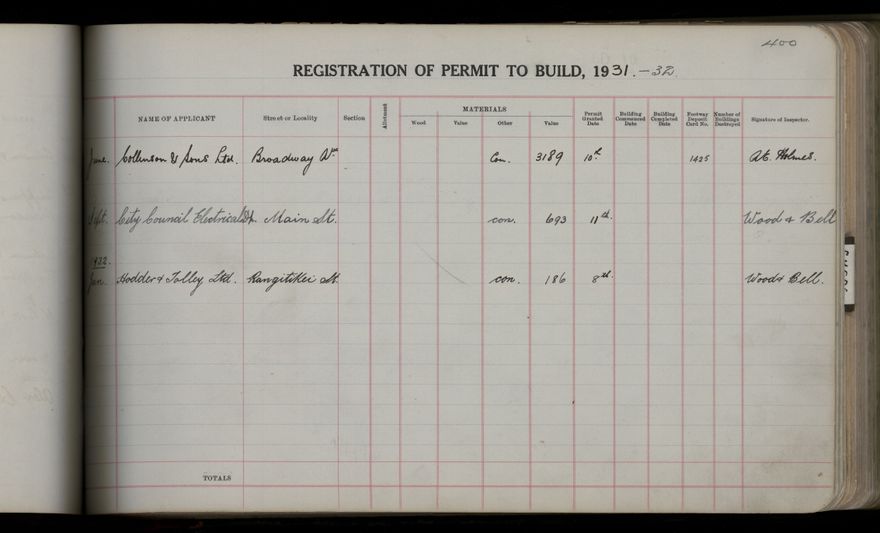 400
REGISTRATION OF PERMIT TO BUILD, 1931.-32.
NAME OF APPLICANT Street or Locality Section Allotment MATERIALS Wood Value Other Value Permit Granted Date Building Commenced Date Building Completed Date Footway Deposit Card No. Number of Buildings Destroyed Signature of Inspector.
June. Collinson & Sons Ltd. Broadway Ave Con. 3189 10th 1425 Holmes.
Sept. City Council Electrical Dpt. Main St. con. 693 11th. Wood & Bell
1932.
Jan. Hodder & Tolley, Ltd. Rangitikei St. con. 186 8th. Wood & Bell.
TOTALS